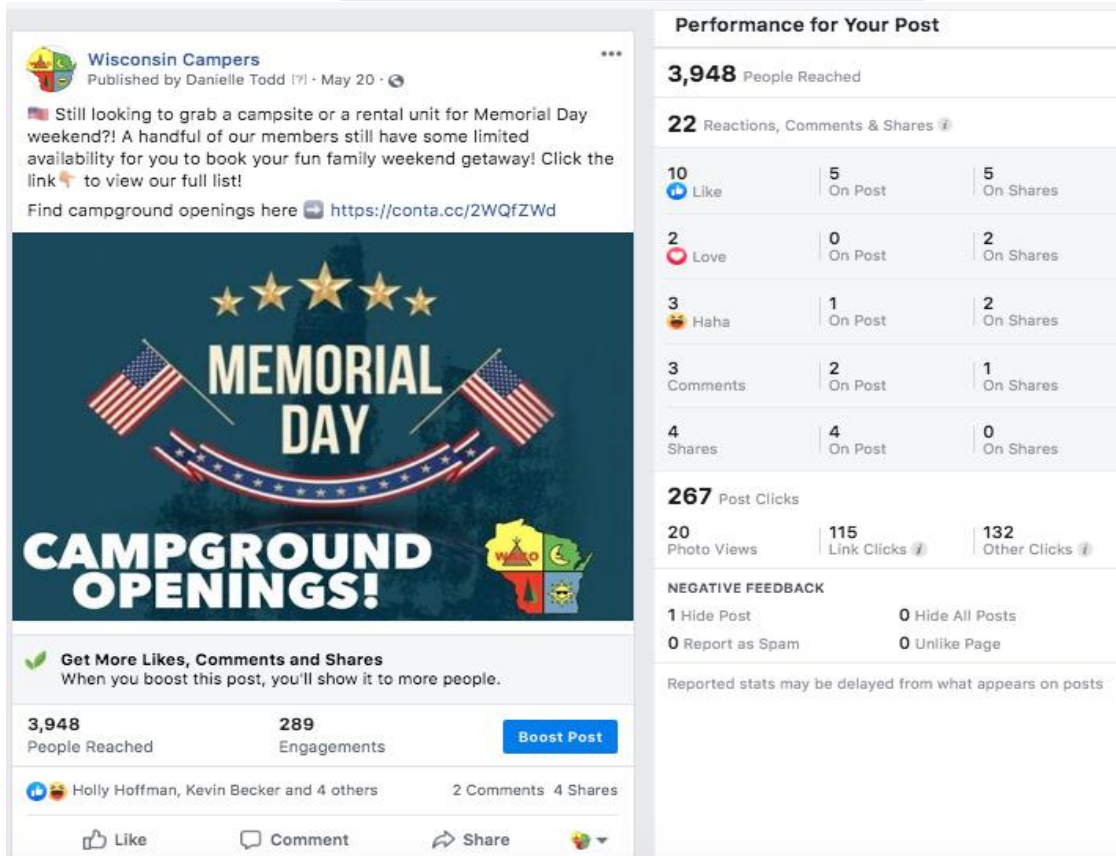 Wisconsin Campers
Published by Danielle Todd [?] · May 20 ·
🇺🇸 Still looking to grab a campsite or a rental unit for Memorial Day
weekend?! A handful of our members still have some limited
availability for you to book your fun family weekend getaway! Click the
link👇🏼 to view our full list!
Find campground openings here ➡️ https://conta.cc/2WQfZWd
MEMORIAL
DAY
CAMPGROUND
OPENINGS!
WACO
Get More Likes, Comments and Shares
When you boost this post, you'll show it to more people.
3,948
People Reached
289
Engagements
Boost Post
Holly Hoffman, Kevin Becker and 4 others
2 Comments 4 Shares
Like
Comment
Share
Performance for Your Post
3,948 People Reached
22 Reactions, Comments & Shares i
10
Like
5
On Post
5
On Shares
2
Love
0
On Post
2
On Shares
3
Haha
1
On Post
2
On Shares
3
Comments
2
On Post
1
On Shares
4
Shares
4
On Post
0
On Shares
267 Post Clicks
20
Photo Views
115
Link Clicks i
132
Other Clicks i
NEGATIVE FEEDBACK
1 Hide Post
0 Hide All Posts
0 Report as Spam
0 Unlike Page
Reported stats may be delayed from what appears on posts